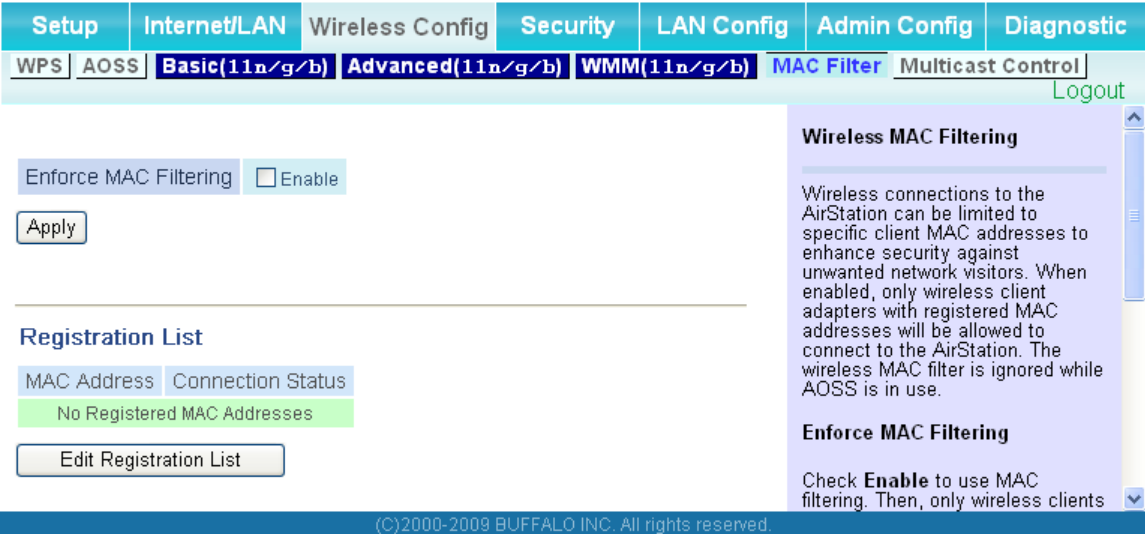 Setup Internet/LAN Wireless Config Security LAN Config Admin Config Diagnostic
WPS AOSS Basic(11n/g/b) Advanced(11n/g/b) WMM(11n/g/b) MAC Filter Multicast Control
Logout
Enforce MAC Filtering Enable
Apply
Registration List
MAC Address Connection Status
No Registered MAC Addresses
Edit Registration List
Wireless MAC Filtering
Wireless connections to the
AirStation can be limited to
specific client MAC addresses to
enhance security against
unwanted network visitors. When
enabled, only wireless client
adapters with registered MAC
addresses will be allowed to
connect to the AirStation. The
wireless MAC filter is ignored while
AOSS is in use.
Enforce MAC Filtering
Check Enable to use MAC
filtering. Then, only wireless clients
(C)2000-2009 BUFFALO INC. All rights reserved.